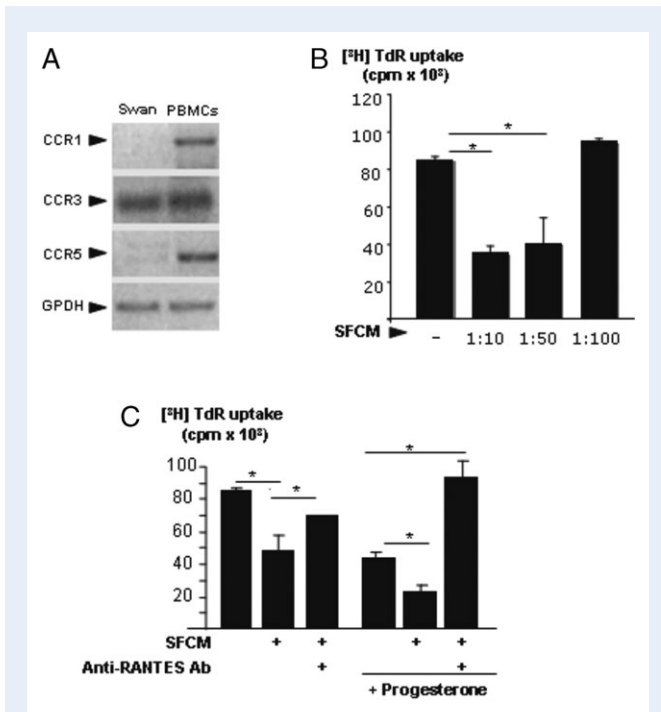 A
Swan PBMCs
CCR1
CCR3
CCR5
GPDH
B
[³H] TdR uptake
(cpm x 10³)
120
100
80
60
40
20
* *
SFCM - 1:10 1:50 1:100
C
[³H] TdR uptake
(cpm x 10³)
100
80
60
40
20
* * * *
SFCM + + + +
Anti-RANTES Ab + +
+ Progesterone